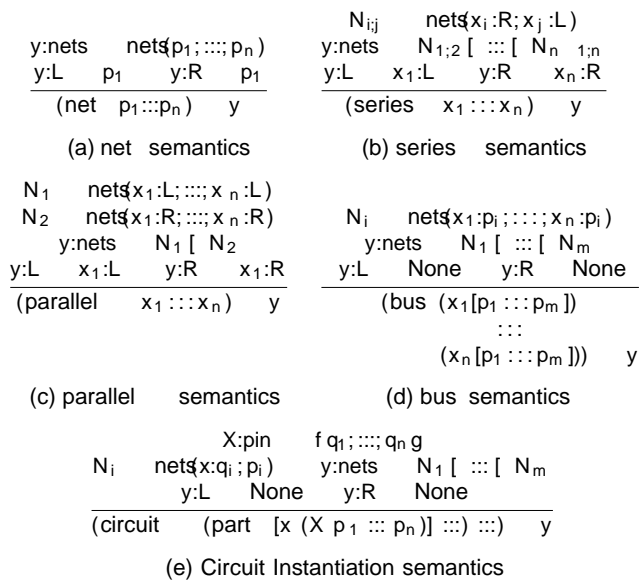 y:nets nets(p1; :::; pn)
y:L p1 y:R p1
(net p1:::pn) y
(a) net semantics
Ni;j nets(xi:R; xj:L)
y:nets N1;2 [ ::: [ Nn 1;n
y:L x1:L y:R xn:R
(series x1 ::: xn) y
(b) series semantics
N1 nets(x1:L; :::; xn:L)
N2 nets(x1:R; :::; xn:R)
y:nets N1 [ N2
y:L x1:L y:R x1:R
(parallel x1 ::: xn) y
(c) parallel semantics
Ni nets(x1:pi; :::; xn:pi)
y:nets N1 [ ::: [ Nm
y:L None y:R None
(bus (x1[p1 ::: pm])
:::
(xn[p1 ::: pm])) y
(d) bus semantics
X:pin f q1; :::; qn g
Ni nets(x:qi; pi) y:nets N1 [ ::: [ Nm
y:L None y:R None
(circuit (part [x (X p1 ::: pn)] :::) :::) y
(e) Circuit Instantiation semantics